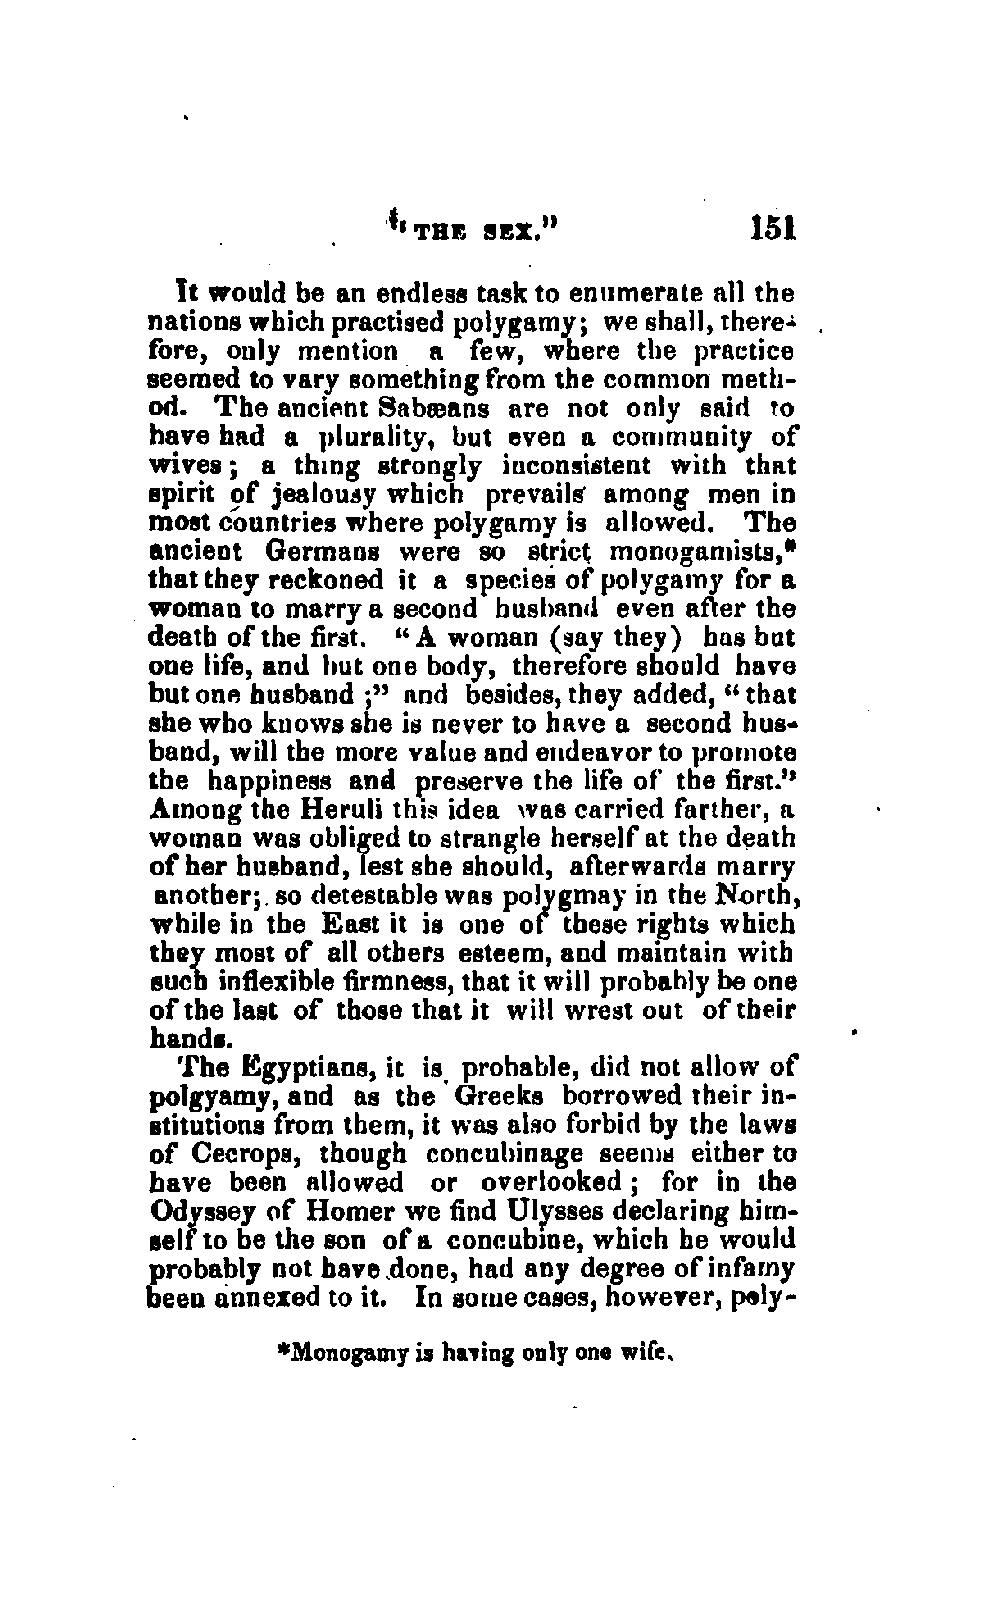 "THE SEX." 151
It would be an endless task to enumerate all the
nations which practised polygamy; we shall, there-
fore, only mention a few, where the practice
seemed to vary something from the common meth-
od. The ancient Sabæans are not only said to
have had a plurality, but even a community of
wives; a thing strongly inconsistent with that
spirit of jealousy which prevails among men in
most countries where polygamy is allowed. The
ancient Germans were so strict monogamists,*
that they reckoned it a species of polygamy for a
woman to marry a second husband even after the
death of the first. "A woman (say they) has but
one life, and but one body, therefore should have
but one husband;" and besides, they added, "that
she who knows she is never to have a second hus-
band, will the more value and endeavor to promote
the happiness and preserve the life of the first."
Among the Heruli this idea was carried farther, a
woman was obliged to strangle herself at the death
of her husband, lest she should, afterwards marry
another; so detestable was polygmay in the North,
while in the East it is one of these rights which
they most of all others esteem, and maintain with
such inflexible firmness, that it will probably be one
of the last of those that it will wrest out of their
hands.
The Egyptians, it is probable, did not allow of
polgyamy, and as the Greeks borrowed their in-
stitutions from them, it was also forbid by the laws
of Cecrops, though concubinage seems either to
have been allowed or overlooked; for in the
Odyssey of Homer we find Ulysses declaring him-
self to be the son of a concubine, which he would
probably not have done, had any degree of infamy
been annexed to it. In some cases, however, poly-
*Monogamy is having only one wife.